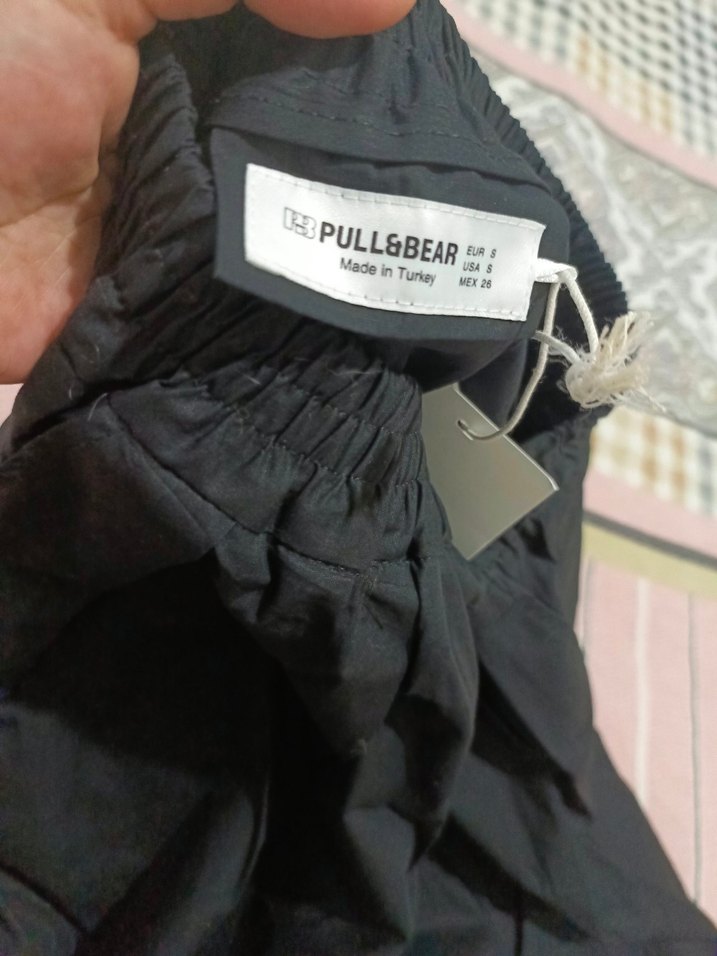 PULL&BEAR
Made in Turkey
EUR S
USA S
MEX 26